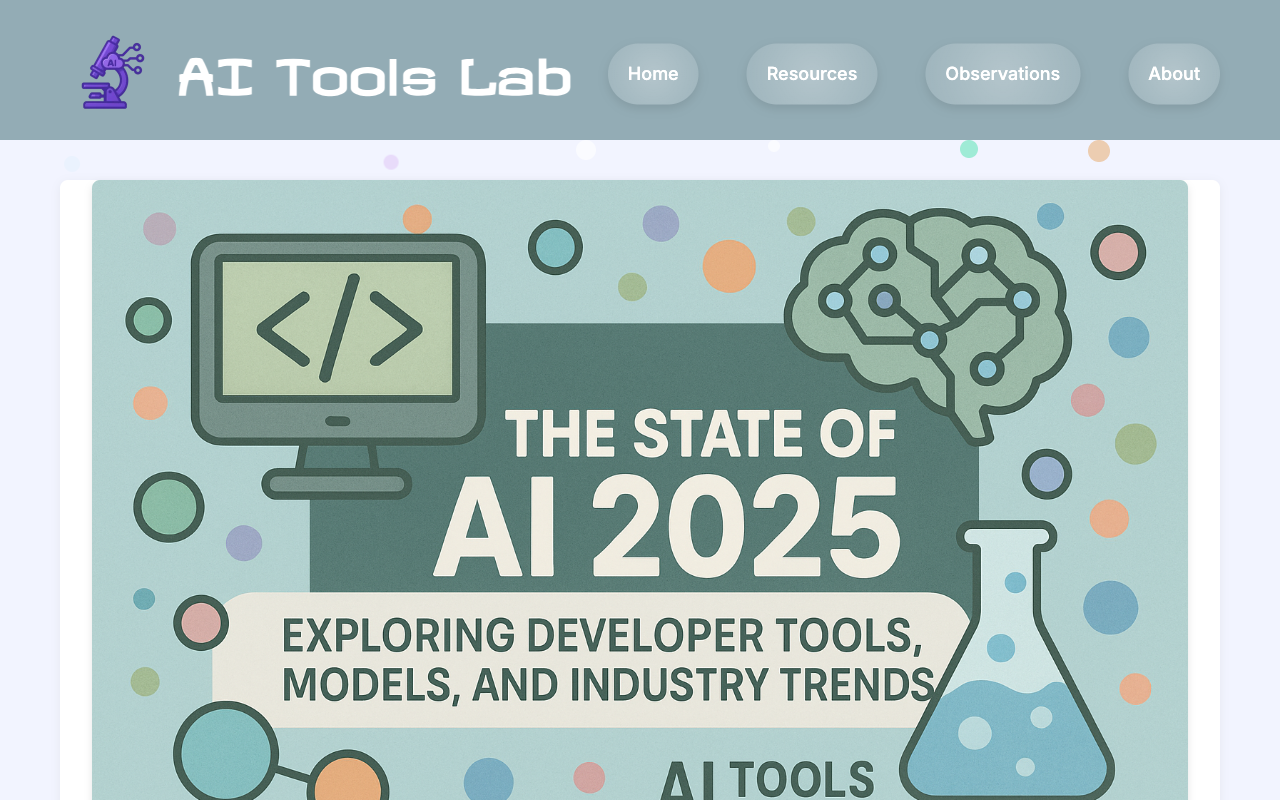 AI
AI Tools Lab
Home
Resources
Observations
About
</>
THE STATE OF
AI 2025
EXPLORING DEVELOPER TOOLS,
MODELS, AND INDUSTRY TRENDS
AI TOOLS